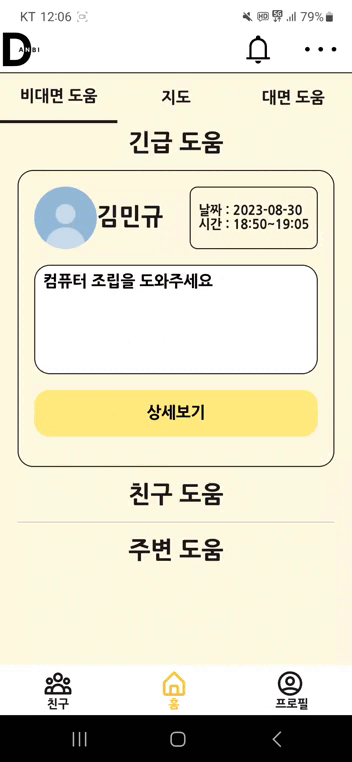 KT 12:06 79%
DANBI
비대면 도움 지도 대면 도움
긴급 도움
김민규
날짜 : 2023-08-30
시간 : 18:50~19:05
컴퓨터 조립을 도와주세요
상세보기
친구 도움
주변 도움
친구 홈 프로필